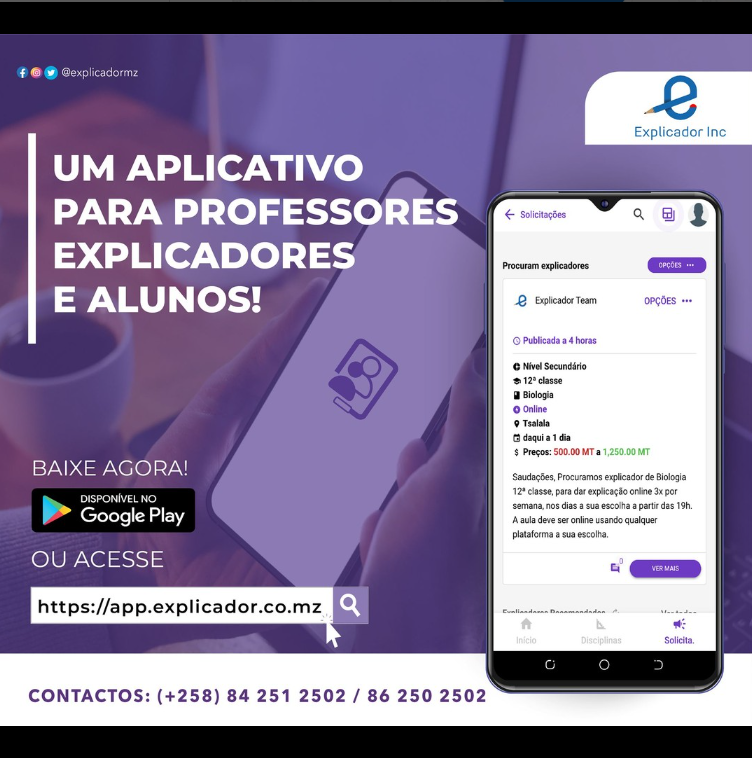 @explicadormz
Explicador Inc
UM APLICATIVO
PARA PROFESSORES
EXPLICADORES
E ALUNOS!
BAIXE AGORA!
DISPONÍVEL NO
Google Play
OU ACESSE
https://app.explicador.co.mz
CONTACTOS: (+258) 84 251 2502 / 86 250 2502
Solicitações
Procuram explicadores
OPÇÕES
Explicador Team
OPÇÕES
Publicada a 4 horas
Nível Secundário
12ª classe
Biologia
Online
Tsalala
daqui a 1 dia
$ Preços: 500.00 MT a 1,250.00 MT
Saudações, Procuramos explicador de Biologia
12ª classe, para dar explicação online 3x por
semana, nos dias a sua escolha a partir das 19h.
A aula deve ser online usando qualquer
plataforma a sua escolha.
0
VER MAIS
Explicadores Recomendados
Ver todos
Início
Disciplinas
Solicita.